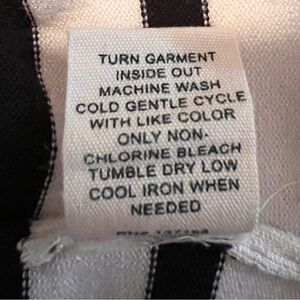 TURN GARMENT
INSIDE OUT
MACHINE WASH
COLD GENTLE CYCLE
WITH LIKE COLOR
ONLY NON-
CHLORINE BLEACH
TUMBLE DRY LOW
COOL IRON WHEN
NEEDED